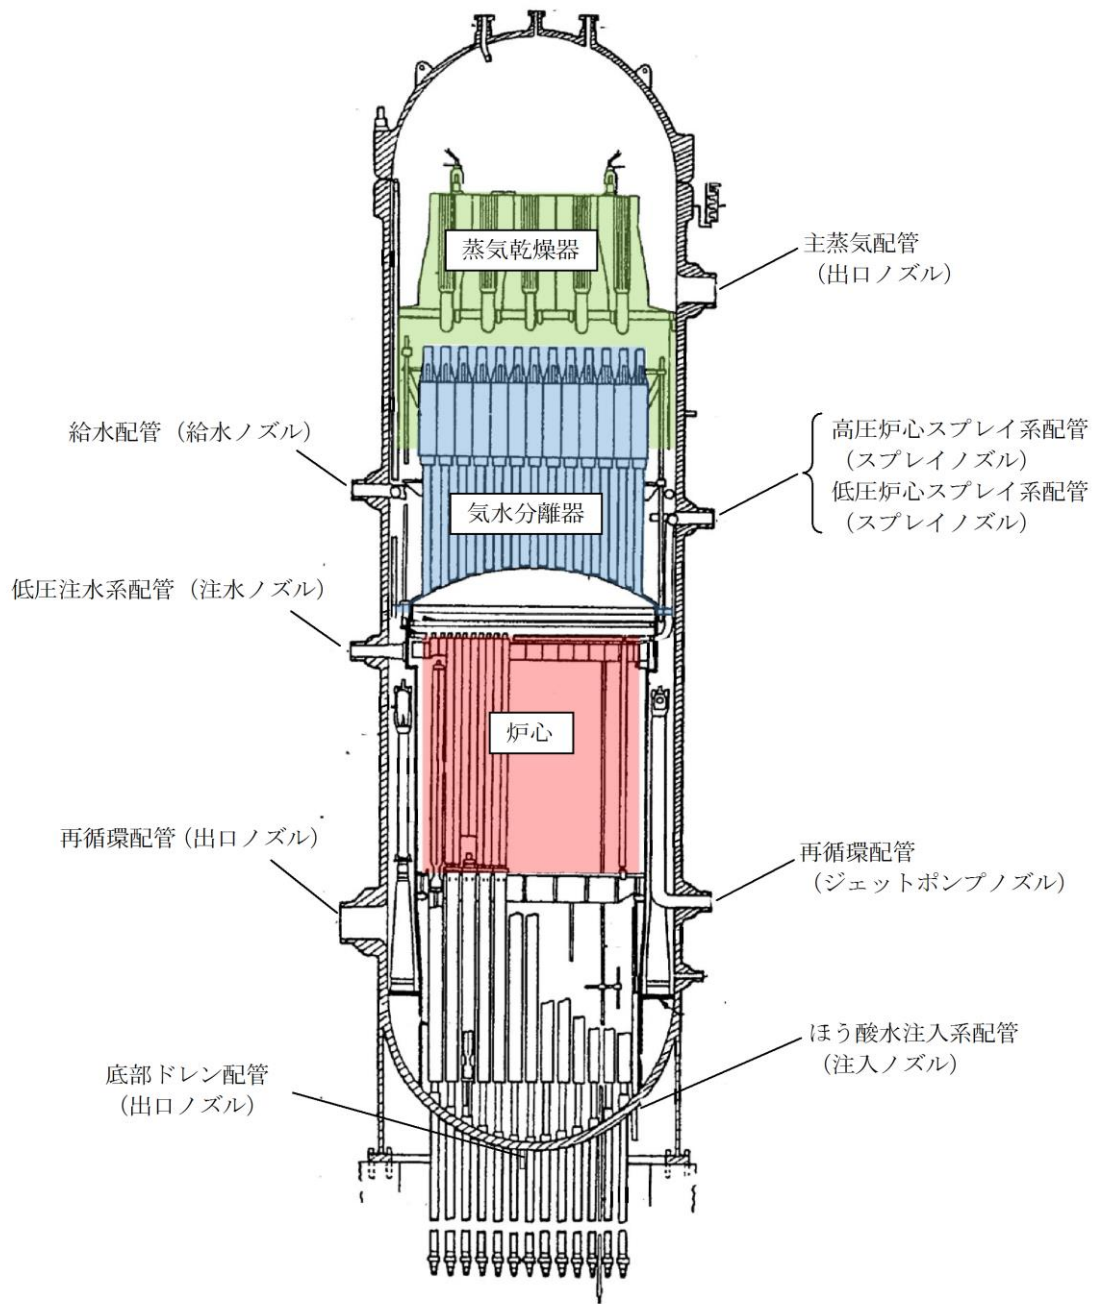 蒸気乾燥器
主蒸気配管
（出口ノズル）
給水配管（給水ノズル）
高圧炉心スプレイ系配管
（スプレイノズル）
低圧炉心スプレイ系配管
（スプレイノズル）
気水分離器
低圧注水系配管（注水ノズル）
炉心
再循環配管（出口ノズル）
再循環配管
（ジェットポンプノズル）
ほう酸水注入系配管
（注入ノズル）
底部ドレン配管
（出口ノズル）